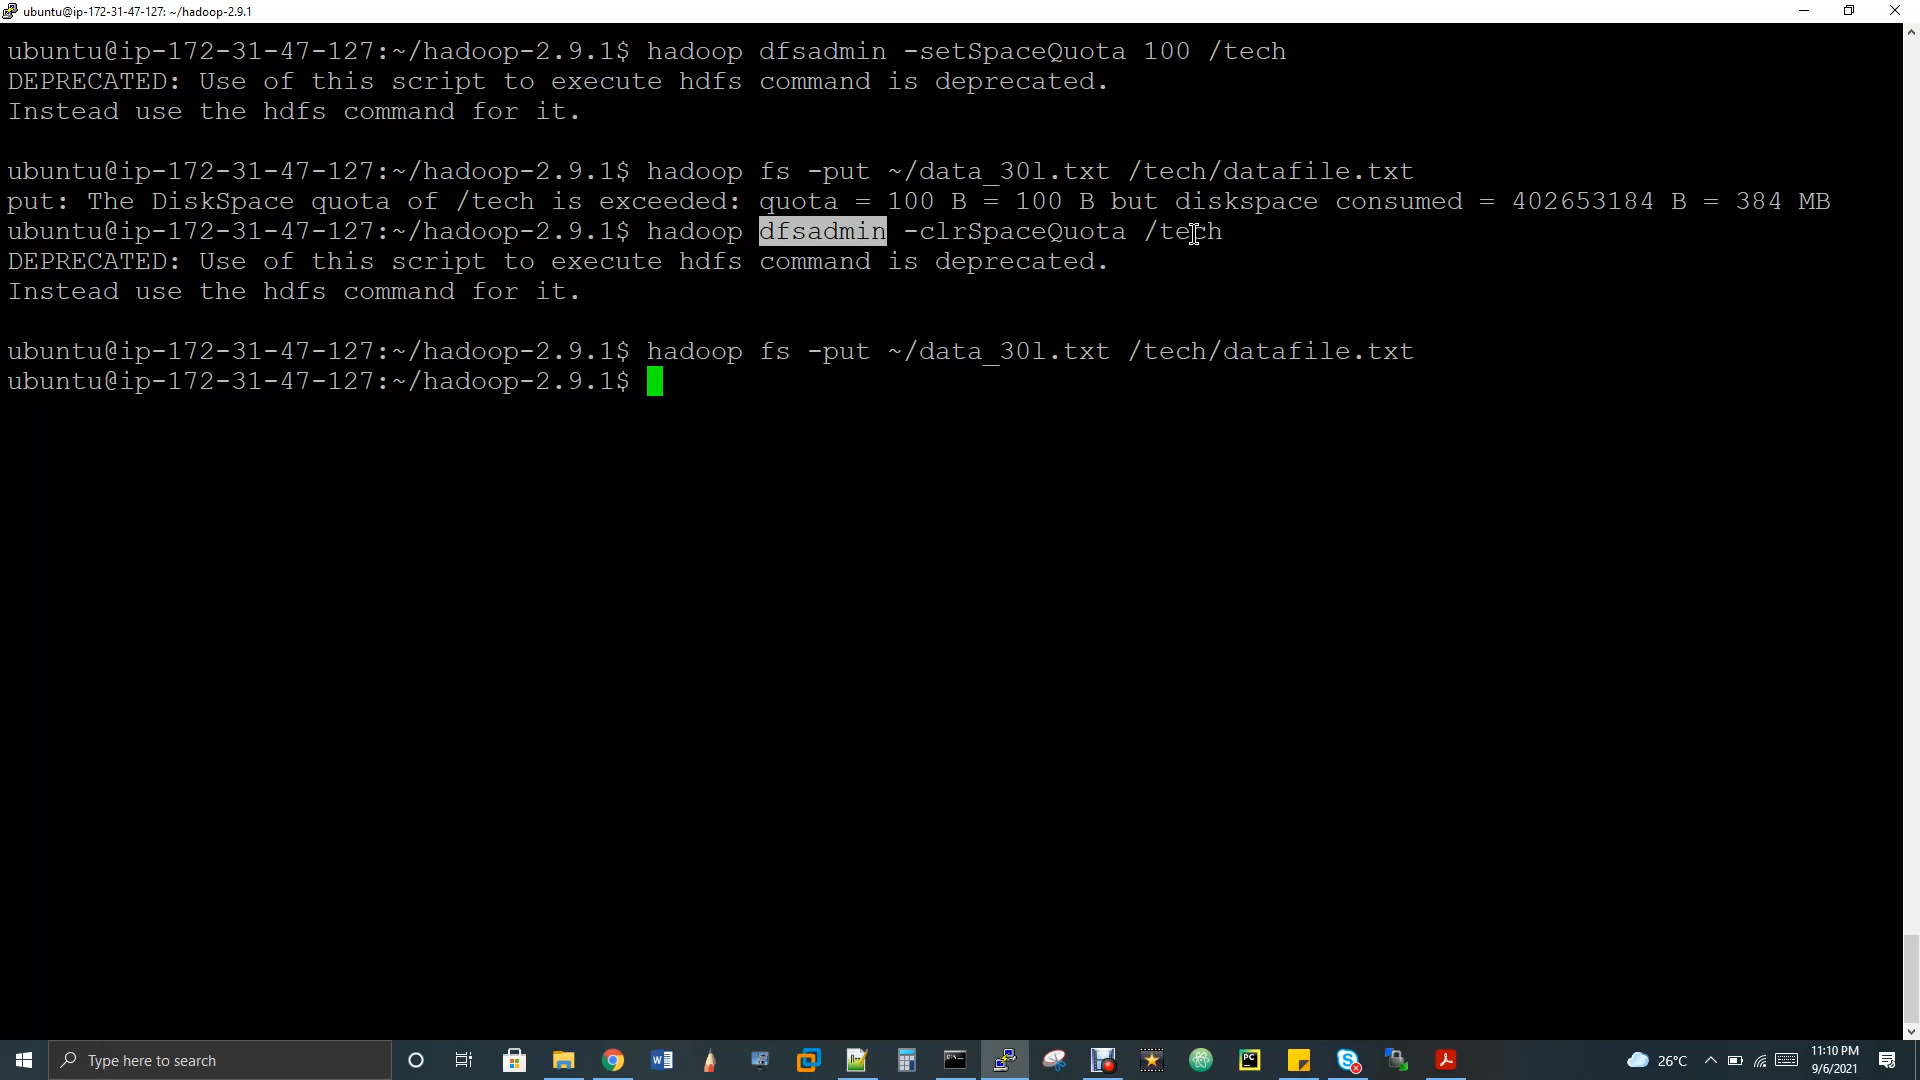 ubuntu@ip-172-31-47-127: ~/hadoop-2.9.1
ubuntu@ip-172-31-47-127:~/hadoop-2.9.1$ hadoop dfsadmin -setSpaceQuota 100 /tech
DEPRECATED: Use of this script to execute hdfs command is deprecated.
Instead use the hdfs command for it.
ubuntu@ip-172-31-47-127:~/hadoop-2.9.1$ hadoop fs -put ~/data_30l.txt /tech/datafile.txt
put: The DiskSpace quota of /tech is exceeded: quota = 100 B = 100 B but diskspace consumed = 402653184 B = 384 MB
ubuntu@ip-172-31-47-127:~/hadoop-2.9.1$ hadoop dfsadmin -clrSpaceQuota /tech
DEPRECATED: Use of this script to execute hdfs command is deprecated.
Instead use the hdfs command for it.
ubuntu@ip-172-31-47-127:~/hadoop-2.9.1$ hadoop fs -put ~/data_30l.txt /tech/datafile.txt
ubuntu@ip-172-31-47-127:~/hadoop-2.9.1$
Type here to search
PC
26°C
11:10 PM
9/6/2021